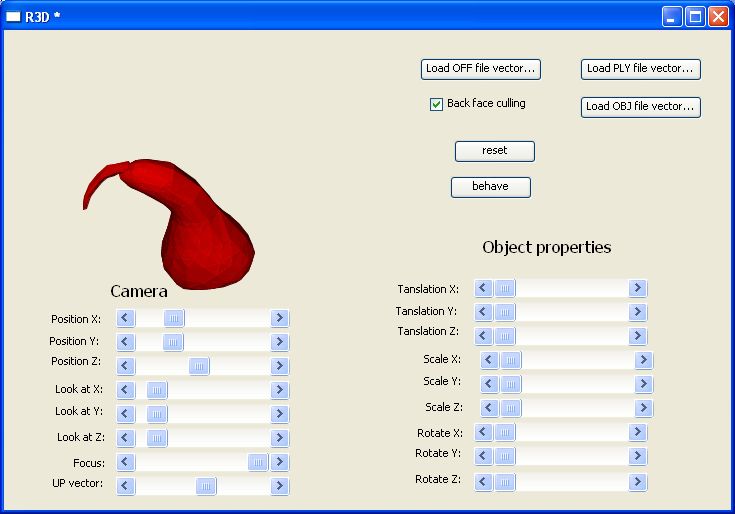 R3D *
Load OFF file vector...
Load PLY file vector...
Back face culling
Load OBJ file vector...
reset
behave
Object properties
Camera
Position X:
Position Y:
Position Z:
Look at X:
Look at Y:
Look at Z:
Focus:
UP vector:
Tanslation X:
Tanslation Y:
Tanslation Z:
Scale X:
Scale Y:
Scale Z:
Rotate X:
Rotate Y:
Rotate Z: